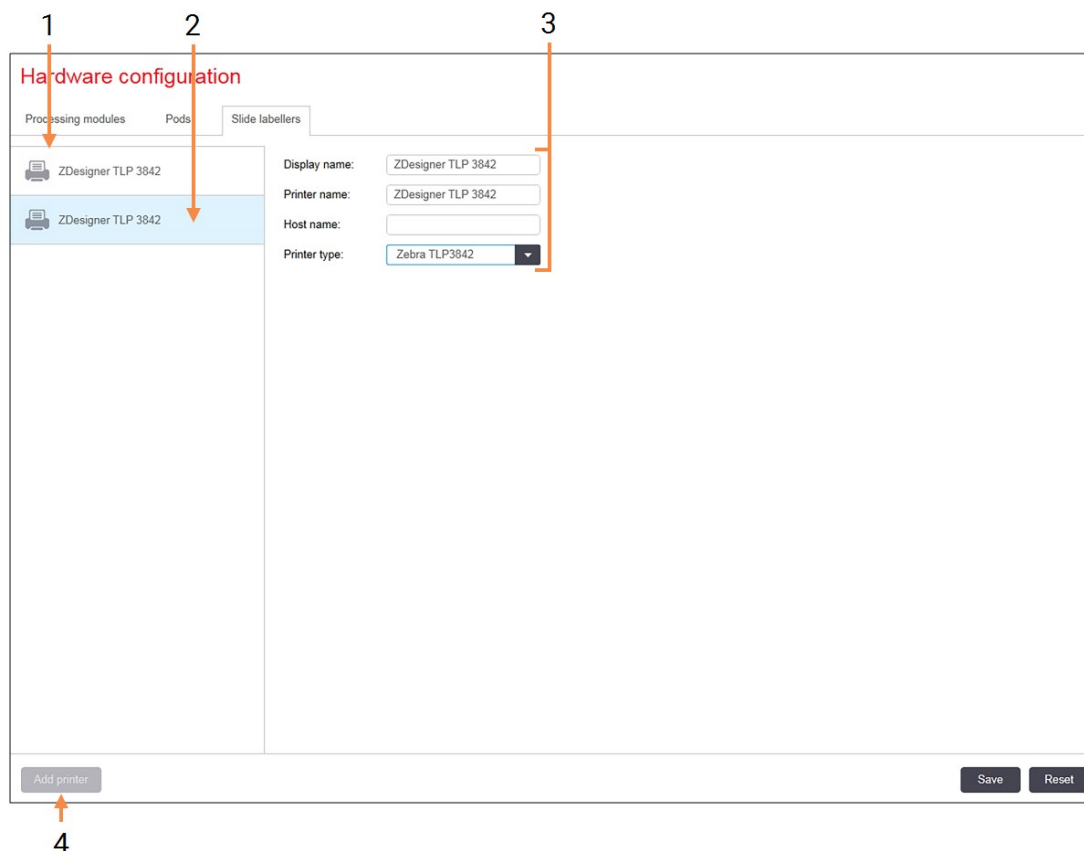 1 2 3
Hardware configuration
Processing modules Pods Slide labellers
ZDesigner TLP 3842
ZDesigner TLP 3842
Display name: ZDesigner TLP 3842
Printer name: ZDesigner TLP 3842
Host name:
Printer type: Zebra TLP3842
Add printer Save Reset
4